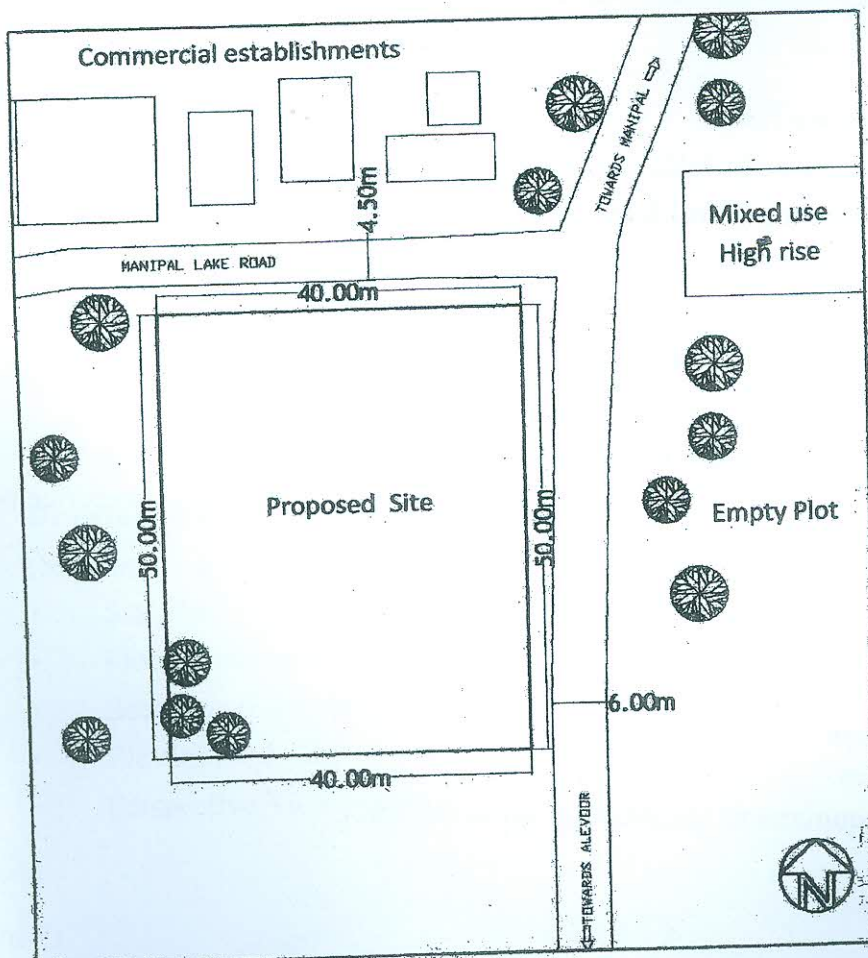 Commercial establishments
TOWARDS MANIPAL
4.50m
Mixed use
High rise
MANIPAL LAKE ROAD
40.00m
50.00m
Proposed Site
50.00m
Empty Plot
6.00m
40.00m
TOWARDS ALEVOOR
N